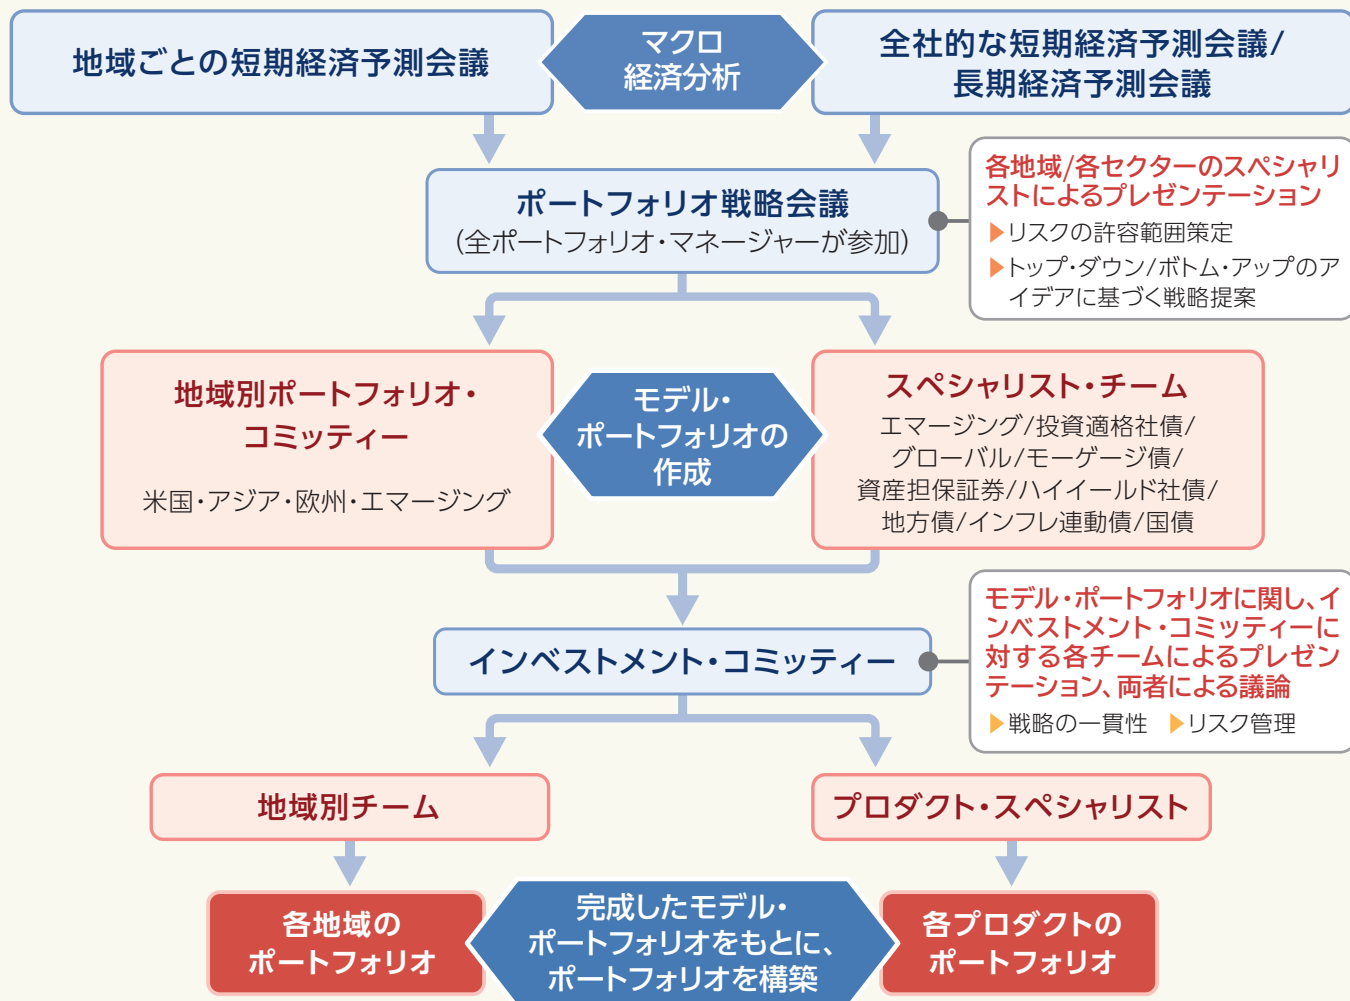 地域ごとの短期経済予測会議
マクロ
経済分析
全社的な短期経済予測会議/
長期経済予測会議
ポートフォリオ戦略会議
(全ポートフォリオ・マネージャーが参加)
各地域/各セクターのスペシャリ
ストによるプレゼンテーション
▶リスクの許容範囲策定
▶トップ・ダウン/ボトム・アップのア
イデアに基づく戦略提案
地域別ポートフォリオ・
コミッティー
米国・アジア・欧州・エマージング
モデル・
ポートフォリオの
作成
スペシャリスト・チーム
エマージング/投資適格社債/
グローバル/モーゲージ債/
資産担保証券/ハイイールド社債/
地方債/インフレ連動債/国債
インベストメント・コミッティー
モデル・ポートフォリオに関し、イ
ンベストメント・コミッティーに
対する各チームによるプレゼン
テーション、両者による議論
▶戦略の一貫性 ▶リスク管理
地域別チーム
プロダクト・スペシャリスト
各地域の
ポートフォリオ
完成したモデル・
ポートフォリオをもとに、
ポートフォリオを構築
各プロダクトの
ポートフォリオ